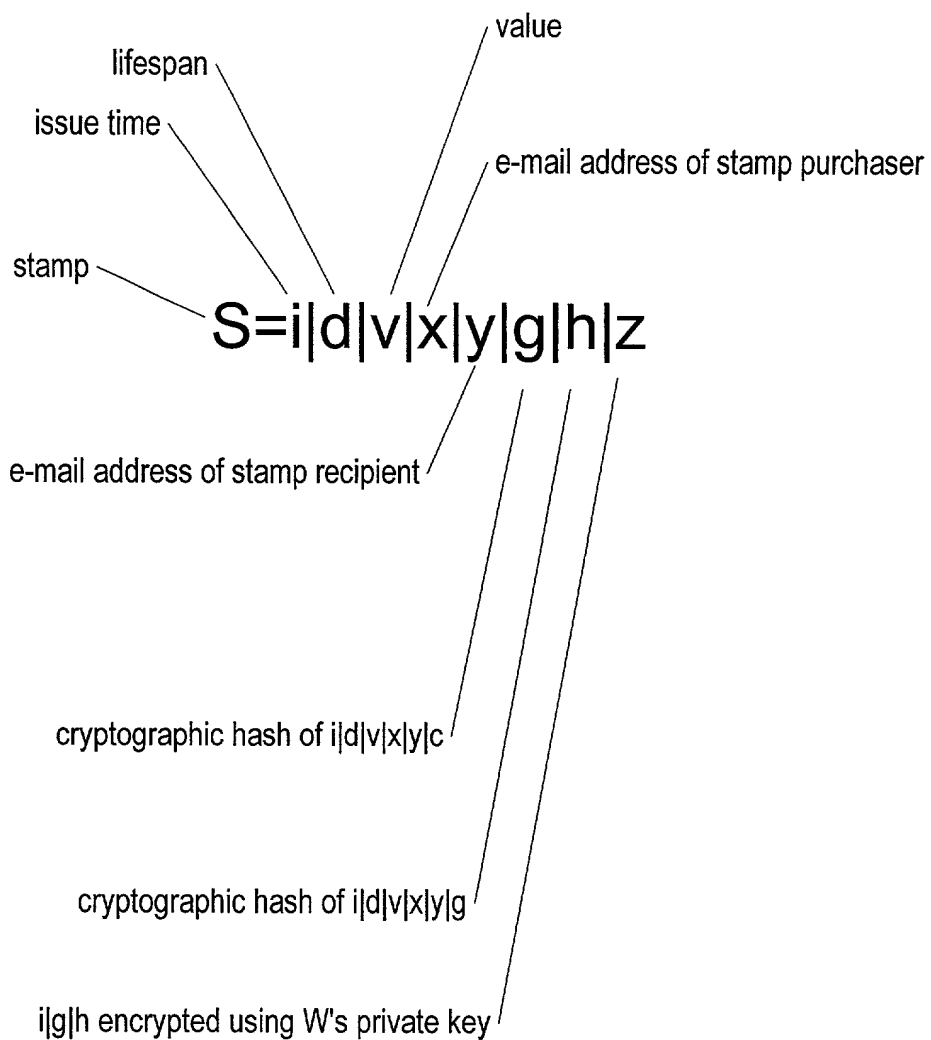 value
lifespan
issue time
e-mail address of stamp purchaser
stamp
S=i|d|v|x|y|g|h|z
e-mail address of stamp recipient
cryptographic hash of i|d|v|x|y|c
cryptographic hash of i|d|v|x|y|g
i|g|h encrypted using W's private key